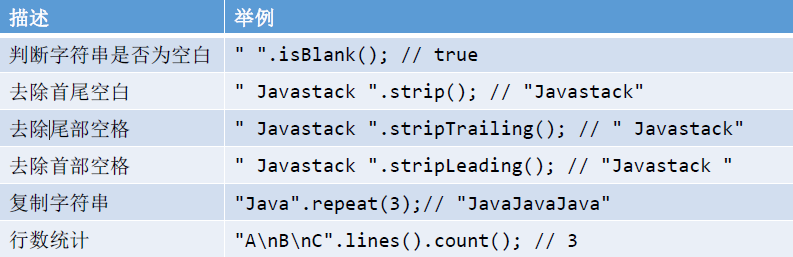 描述 举例
判断字符串是否为空白 " ".isBlank(); // true
去除首尾空白 " Javastack ".strip(); // "Javastack"
去除尾部空格 " Javastack ".stripTrailing(); // " Javastack"
去除首部空格 " Javastack ".stripLeading(); // "Javastack "
复制字符串 "Java".repeat(3);// "JavaJavaJava"
行数统计 "A\nB\nC".lines().count(); // 3